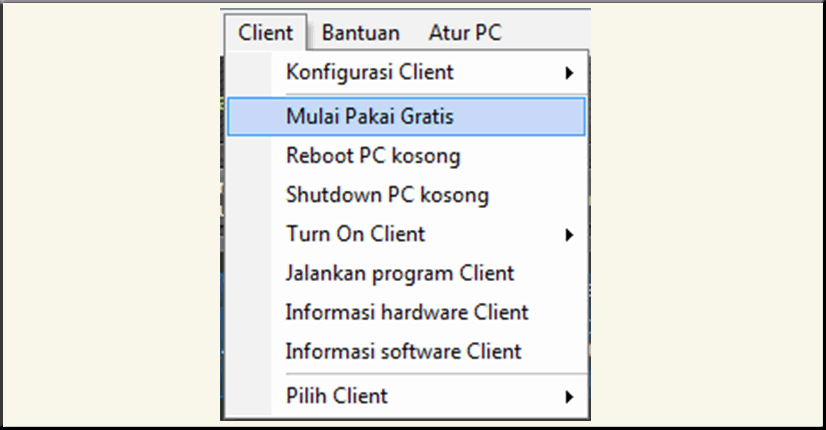 Client Bantuan Atur PC
Konfigurasi Client
Mulai Pakai Gratis
Reboot PC kosong
Shutdown PC kosong
Turn On Client
Jalankan program Client
Informasi hardware Client
Informasi software Client
Pilih Client